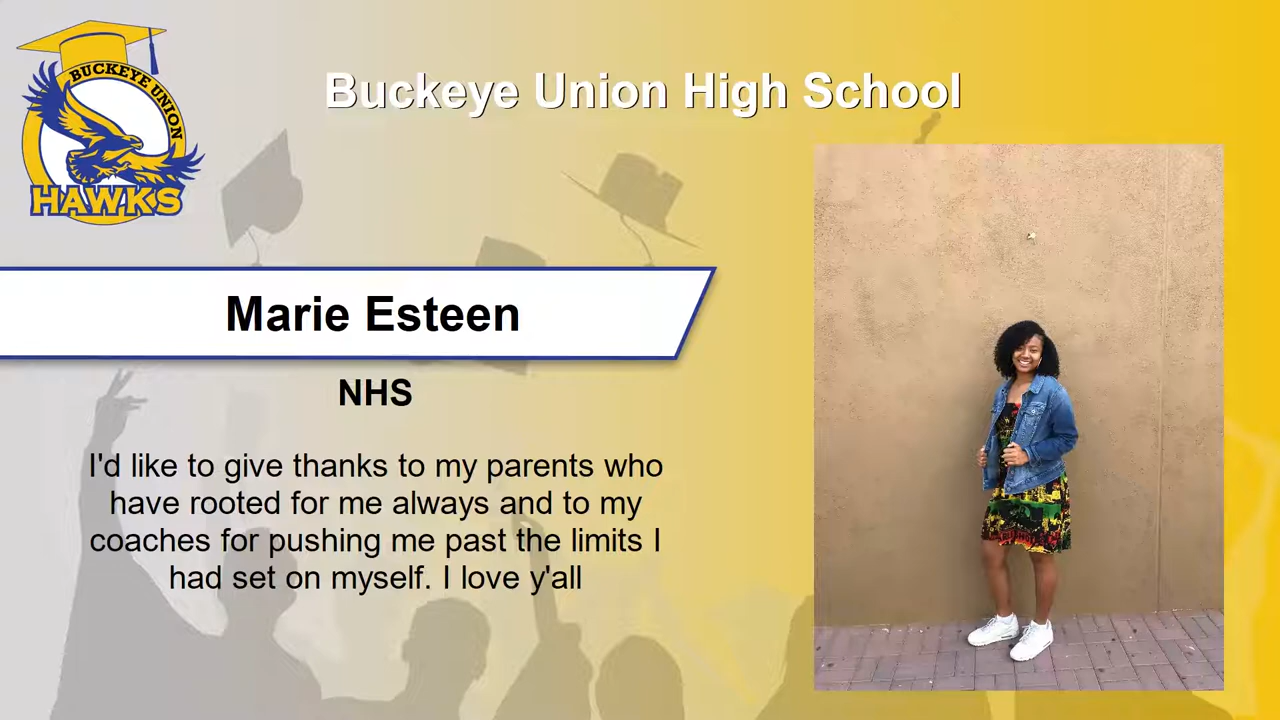 BUCKEYE UNION
HAWKS
Buckeye Union High School
Marie Esteen
NHS
I'd like to give thanks to my parents who
have rooted for me always and to my
coaches for pushing me past the limits I
had set on myself. I love y'all